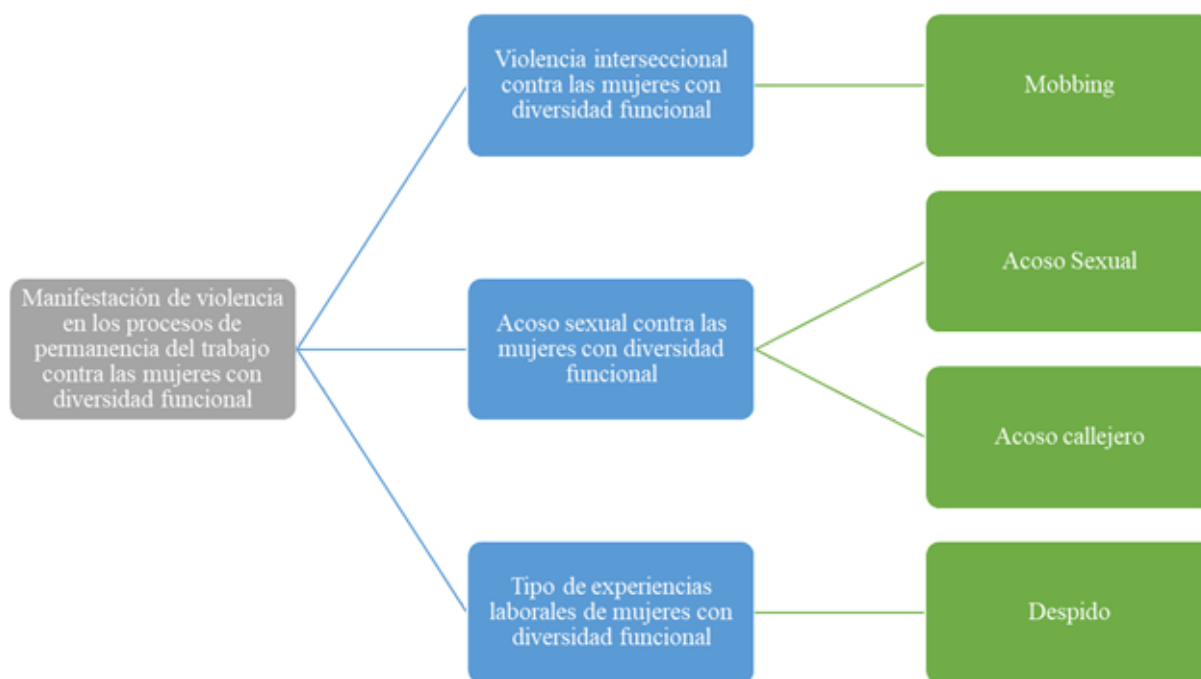 Violencia interseccional
contra las mujeres con
diversidad funcional
Mobbing
Manifestación de violencia
en los procesos de
permanencia del trabajo
contra las mujeres con
diversidad funcional
Acoso sexual contra las
mujeres con diversidad
funcional
Acoso Sexual
Acoso callejero
Tipo de experiencias
laborales de mujeres con
diversidad funcional
Despido